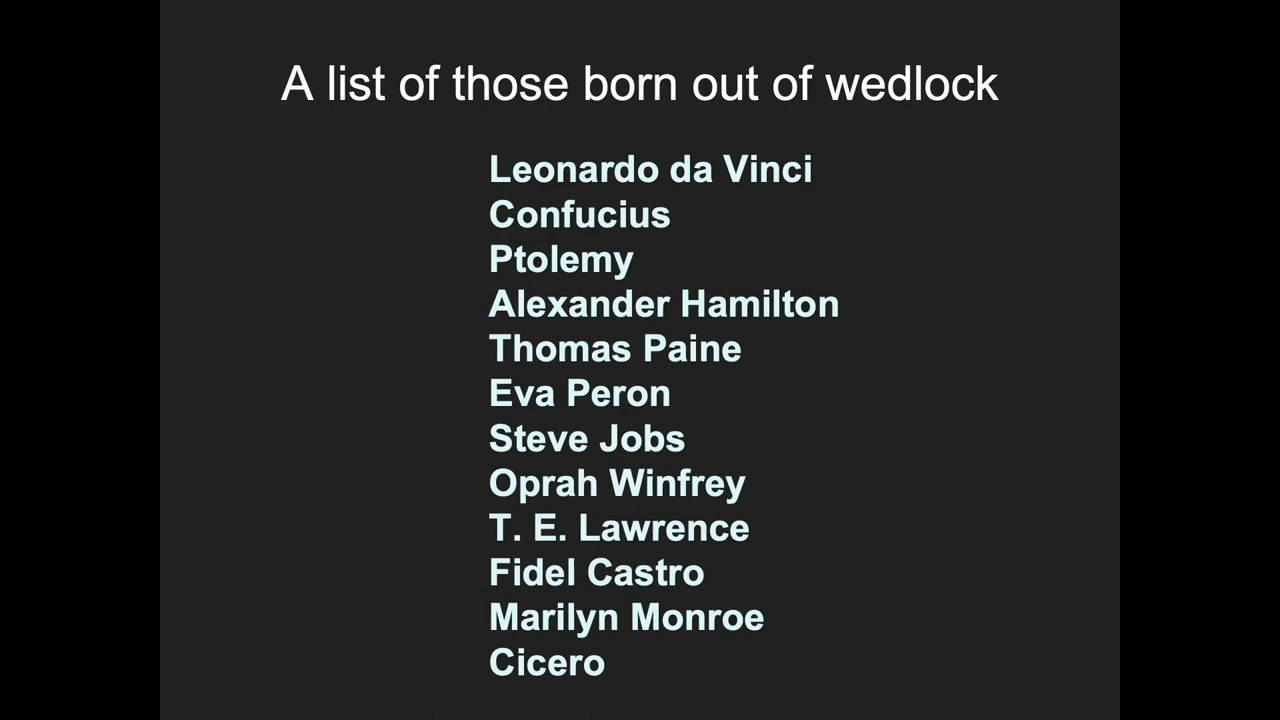 A list of those born out of wedlock
Leonardo da Vinci
Confucius
Ptolemy
Alexander Hamilton
Thomas Paine
Eva Peron
Steve Jobs
Oprah Winfrey
T. E. Lawrence
Fidel Castro
Marilyn Monroe
Cicero